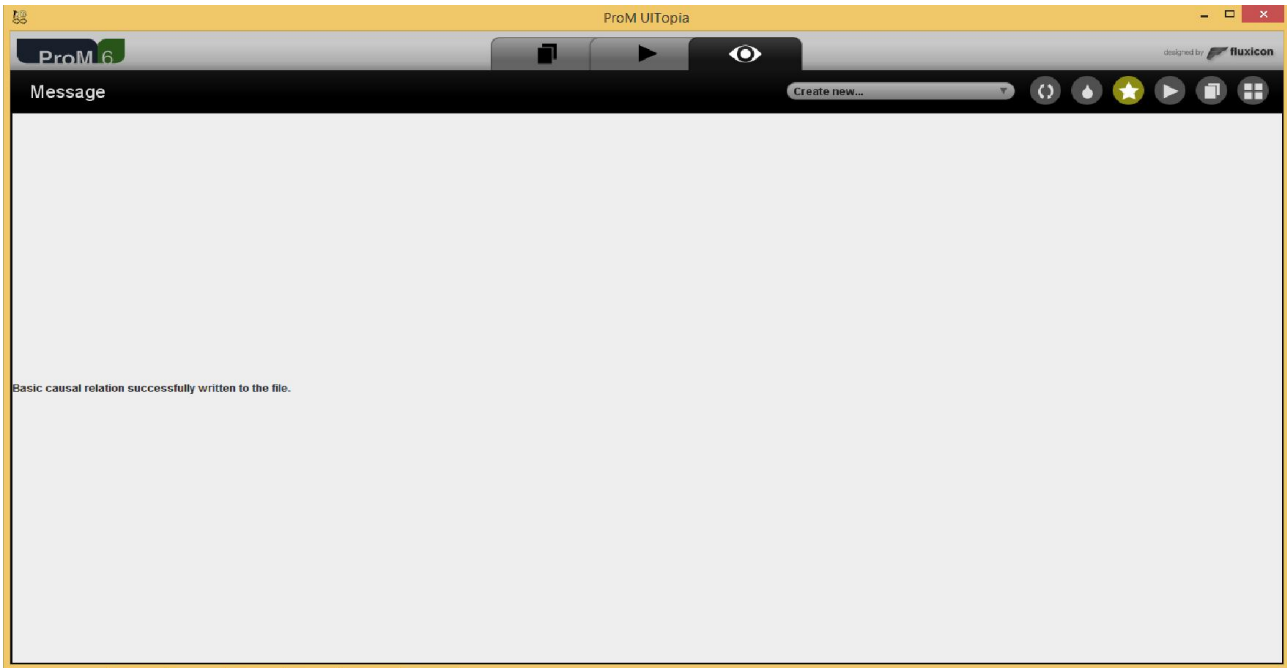 ProM UITopia
ProM 6
designed by fluxicon
Message
Create new...
Basic causal relation successfully written to the file.